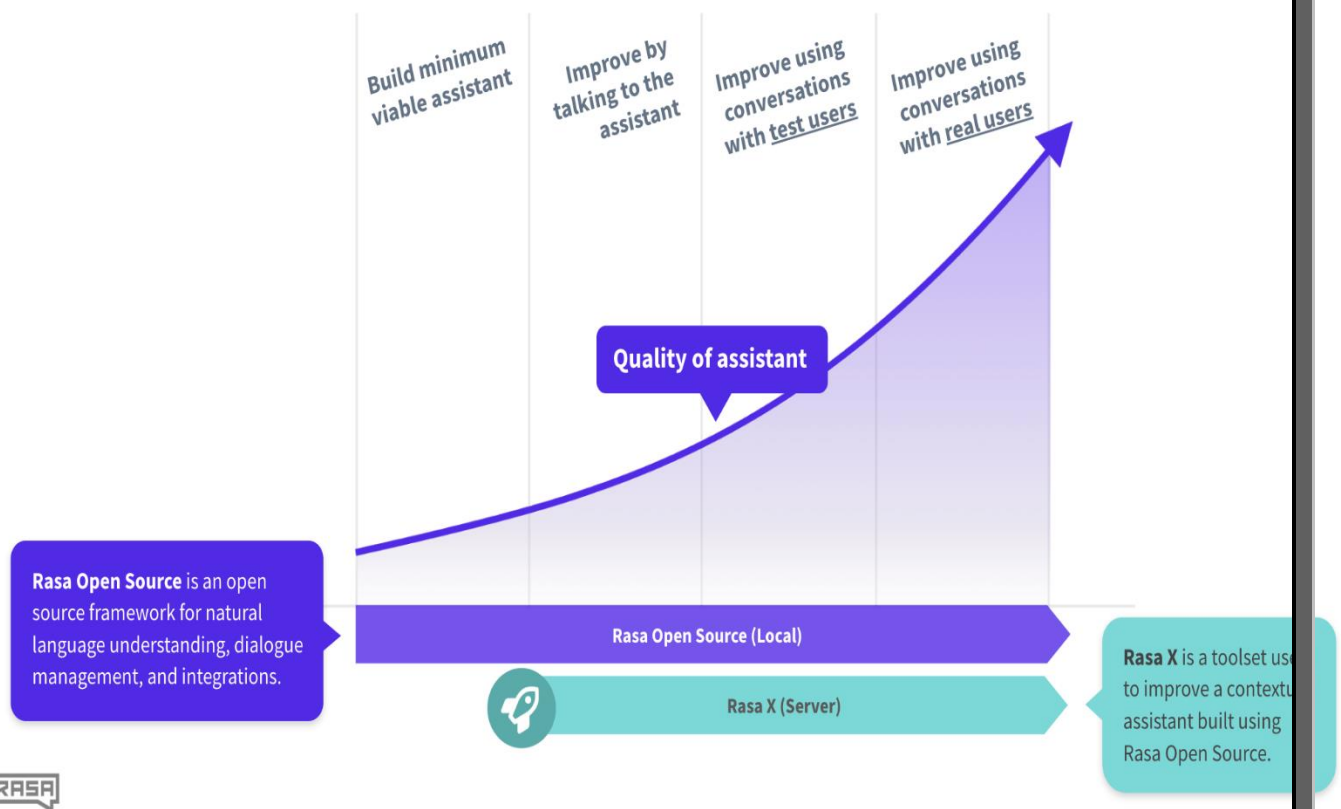 Build minimum
viable assistant
Improve by
talking to the
assistant
Improve using
conversations
with test users
Improve using
conversations
with real users
Quality of assistant
Rasa Open Source is an open
source framework for natural
language understanding, dialogue
management, and integrations.
Rasa Open Source (Local)
Rasa X (Server)
Rasa X is a toolset
to improve a
assistant built using
Rasa Open Source.
RASA